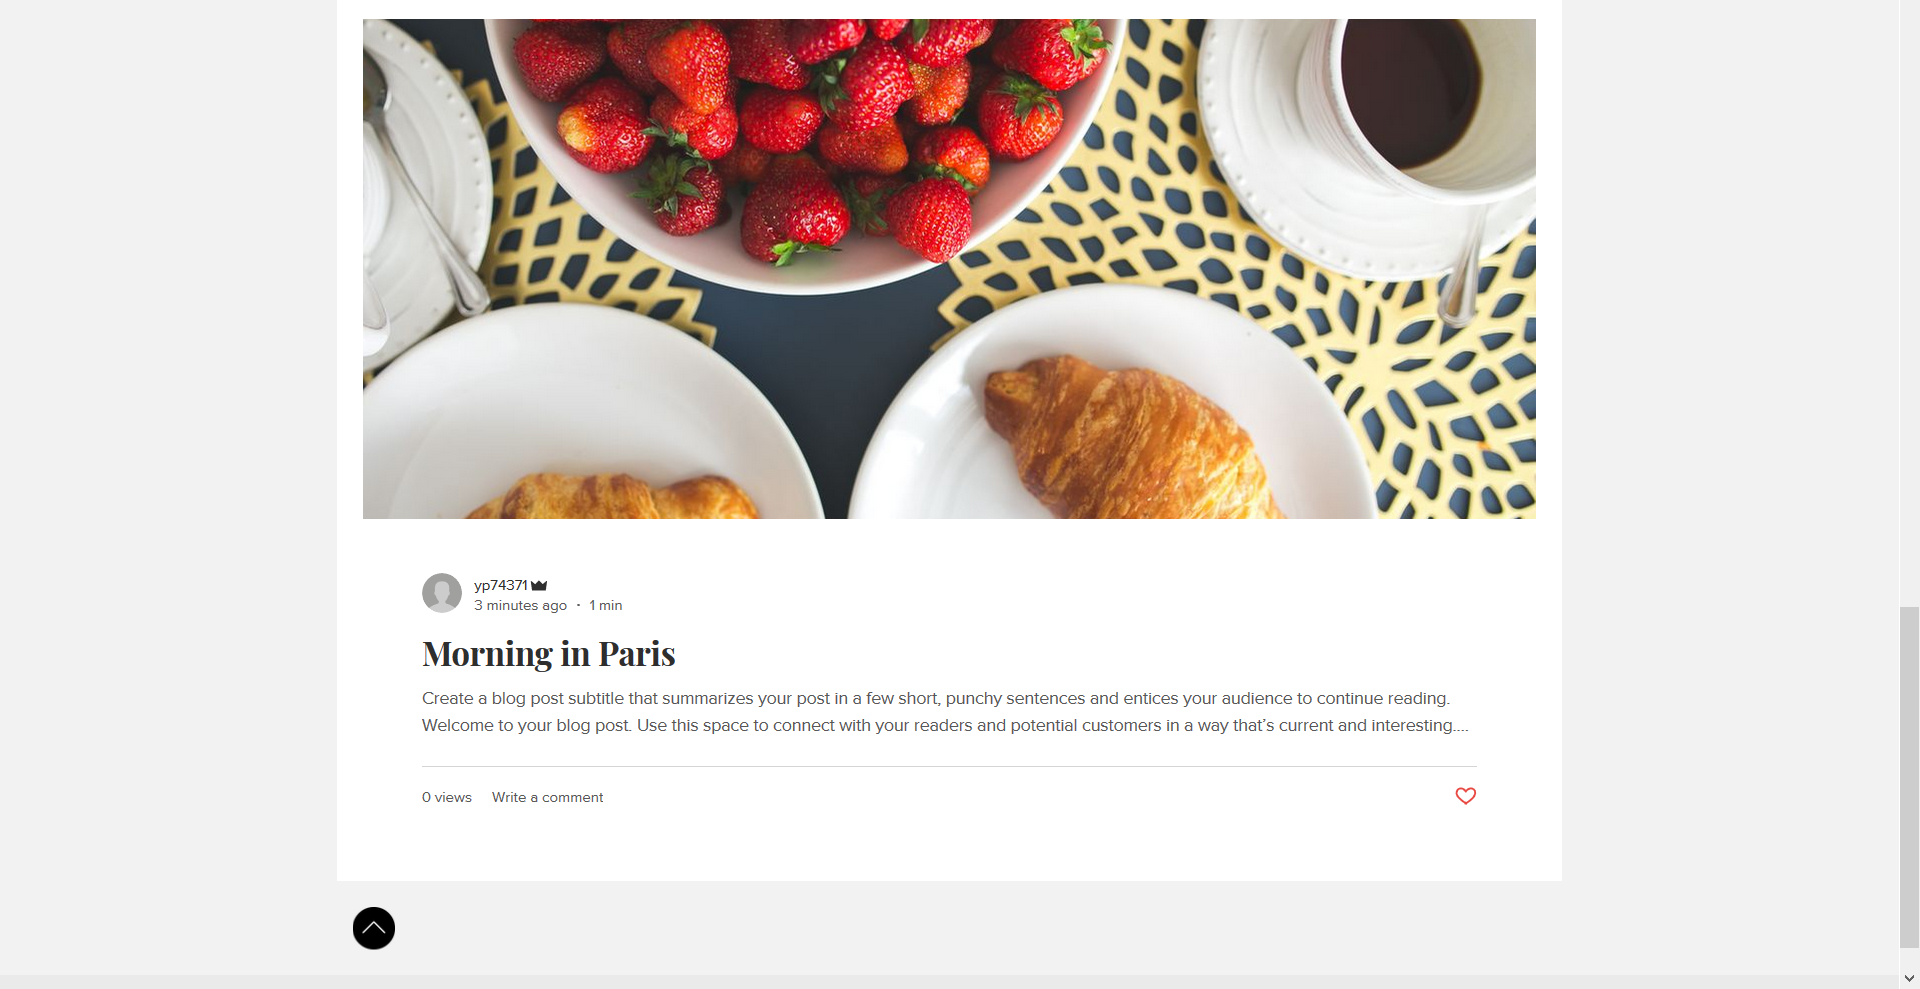 yp74371
3 minutes ago · 1 min
Morning in Paris
Create a blog post subtitle that summarizes your post in a few short, punchy sentences and entices your audience to continue reading.
Welcome to your blog post. Use this space to connect with your readers and potential customers in a way that’s current and interesting....
0 views Write a comment